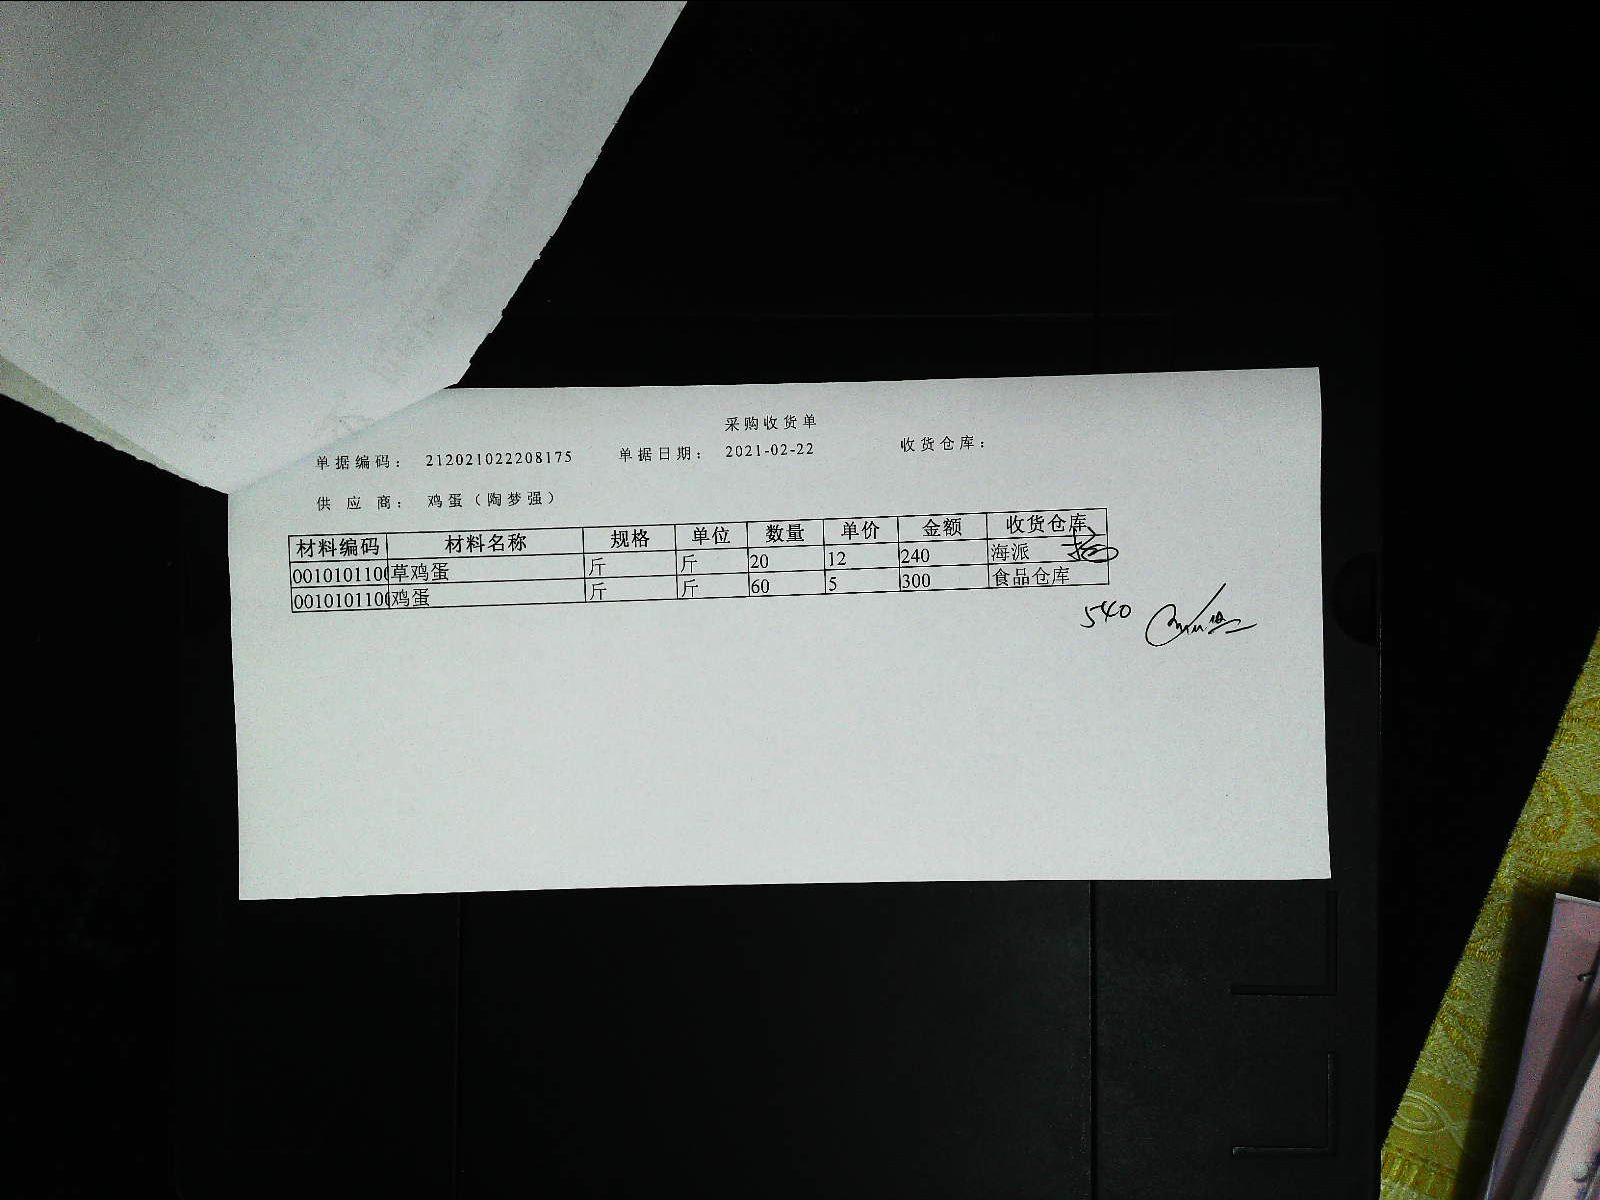 采购收货单
单据编码： 212021022208175 单据日期： 2021-02-22 收货仓库：
供 应 商： 鸡蛋（陶梦强）
材料编码 材料名称 规格 单位 数量 单价 金额 收货仓库
0010101100 草鸡蛋 斤 斤 20 12 240 海派
0010101100 鸡蛋 斤 斤 60 5 300 食品仓库
540